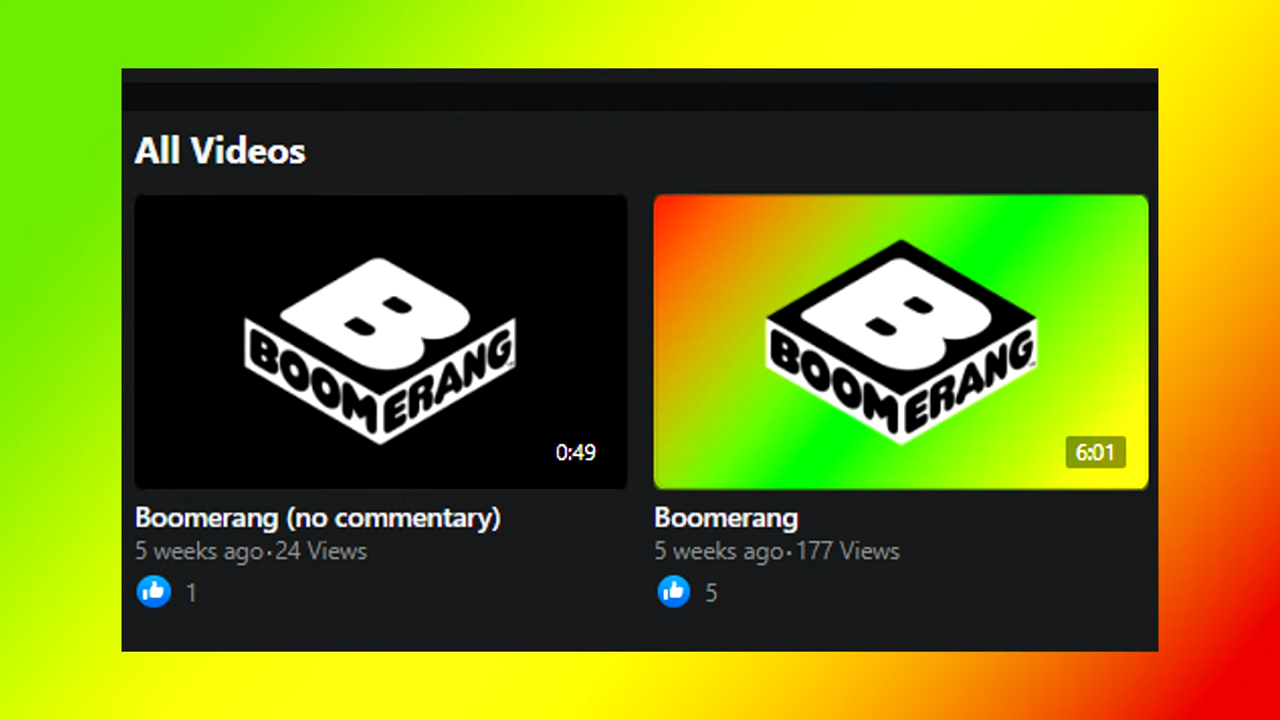 All Videos
B
BOOMERANG
0:49
B
BOOMERANG
6:01
Boomerang (no commentary)
5 weeks ago·24 Views
1
Boomerang
5 weeks ago·177 Views
5